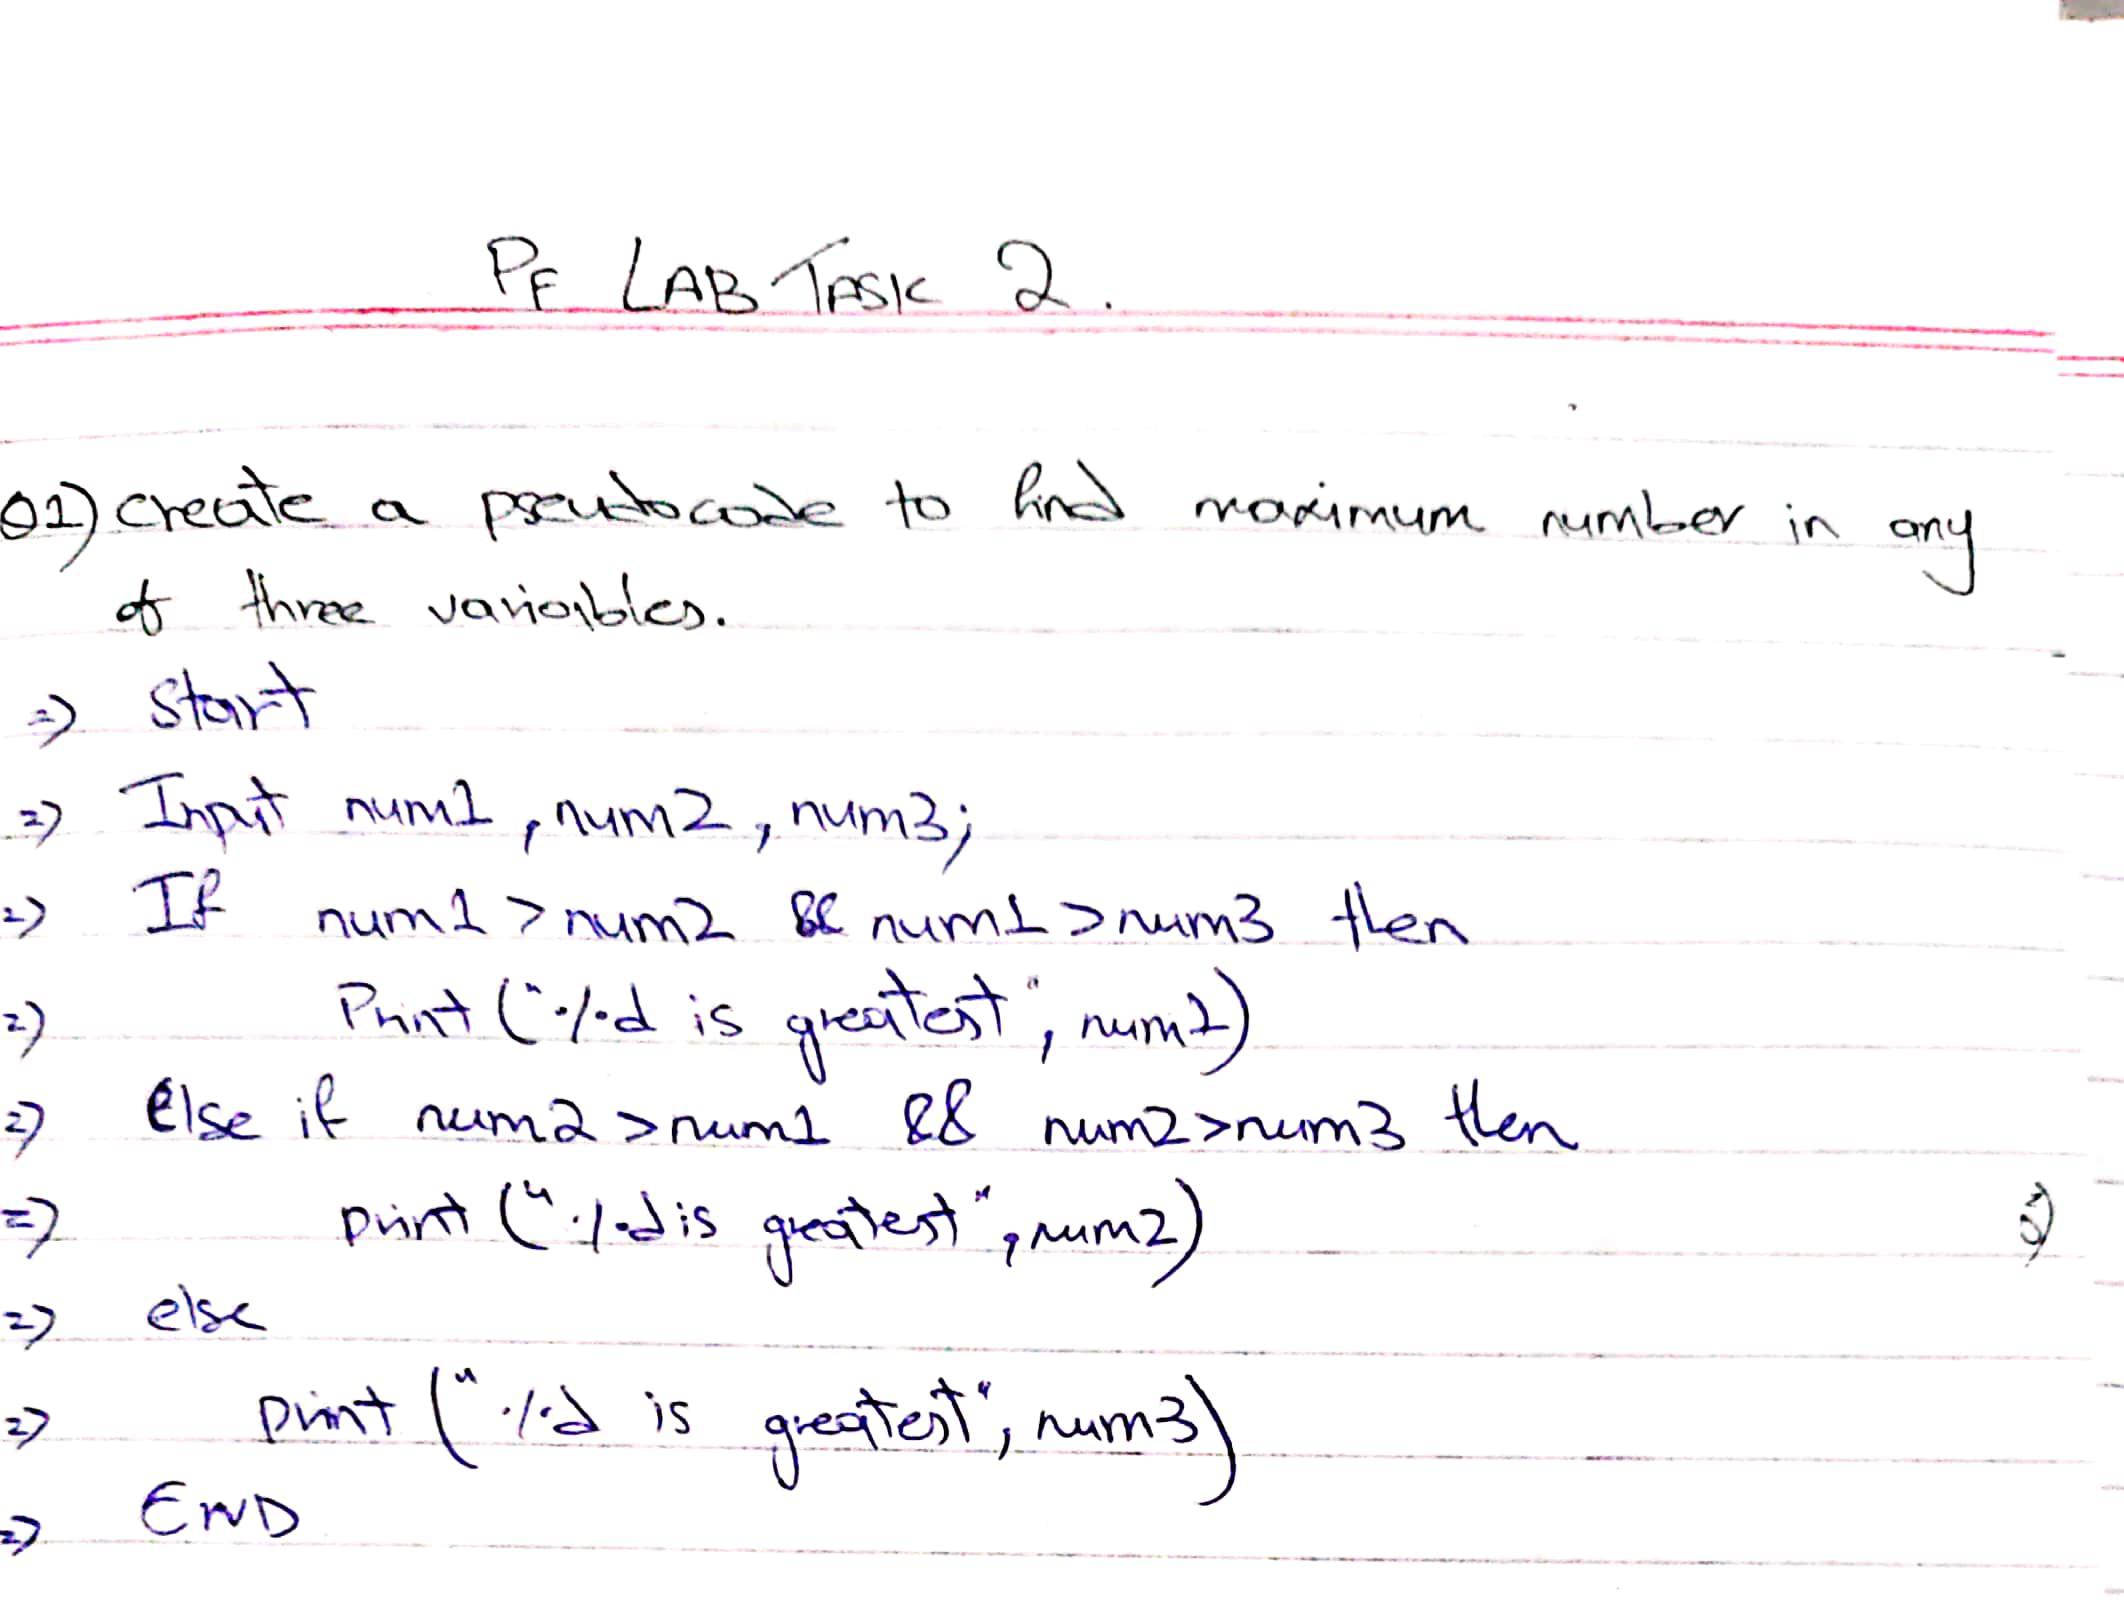 PF LAB TASK 2.
Q1) create a pseudocode to find maximum number in any
of three variables.
=> Start
=> Input num1, num2, num3;
=> If num1 > num2 && num1 > num3 then
=> Print ("%d is greatest", num1)
=> Else if num2 > num1 && num2 > num3 then
=> print ("%d is greatest", num2)
=> else
=> print ("%d is greatest", num3)
=> END